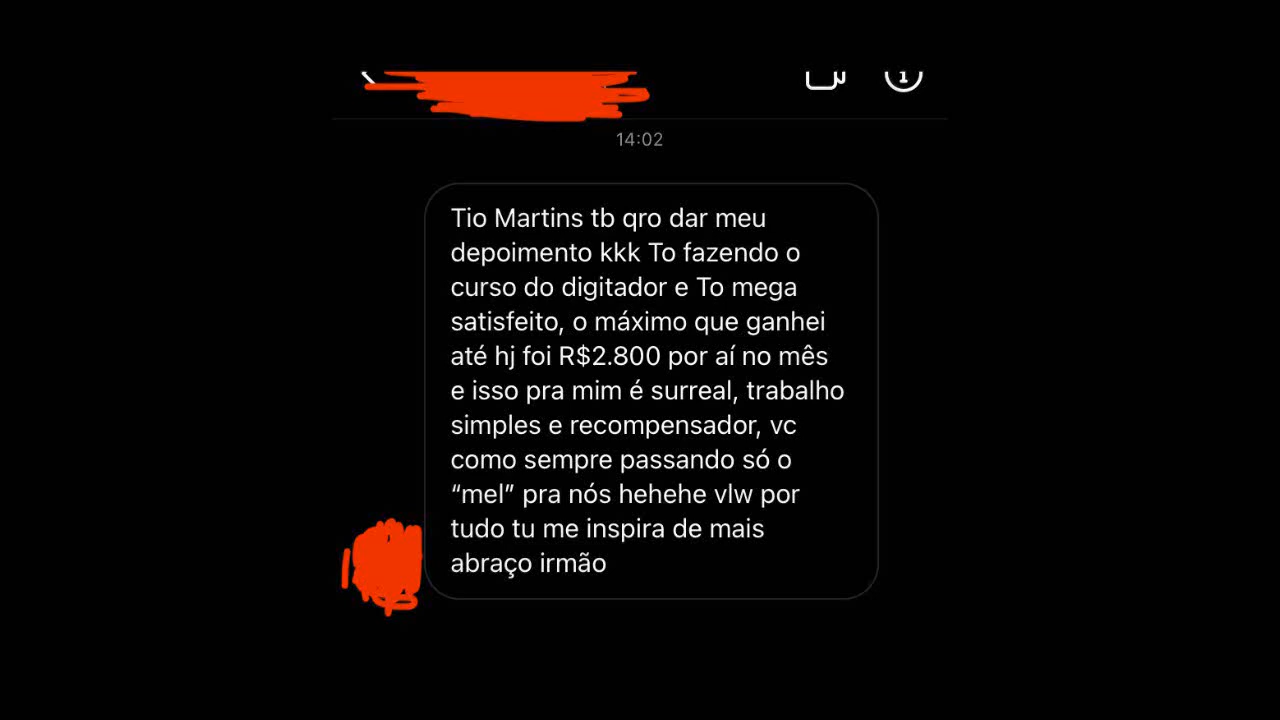 14:02
Tio Martins tb qro dar meu
depoimento kkk To fazendo o
curso do digitador e To mega
satisfeito, o máximo que ganhei
até hj foi R$2.800 por aí no mês
e isso pra mim é surreal, trabalho
simples e recompensador, vc
como sempre passando só o
“mel” pra nós hehehe vlw por
tudo tu me inspira de mais
abraço irmão